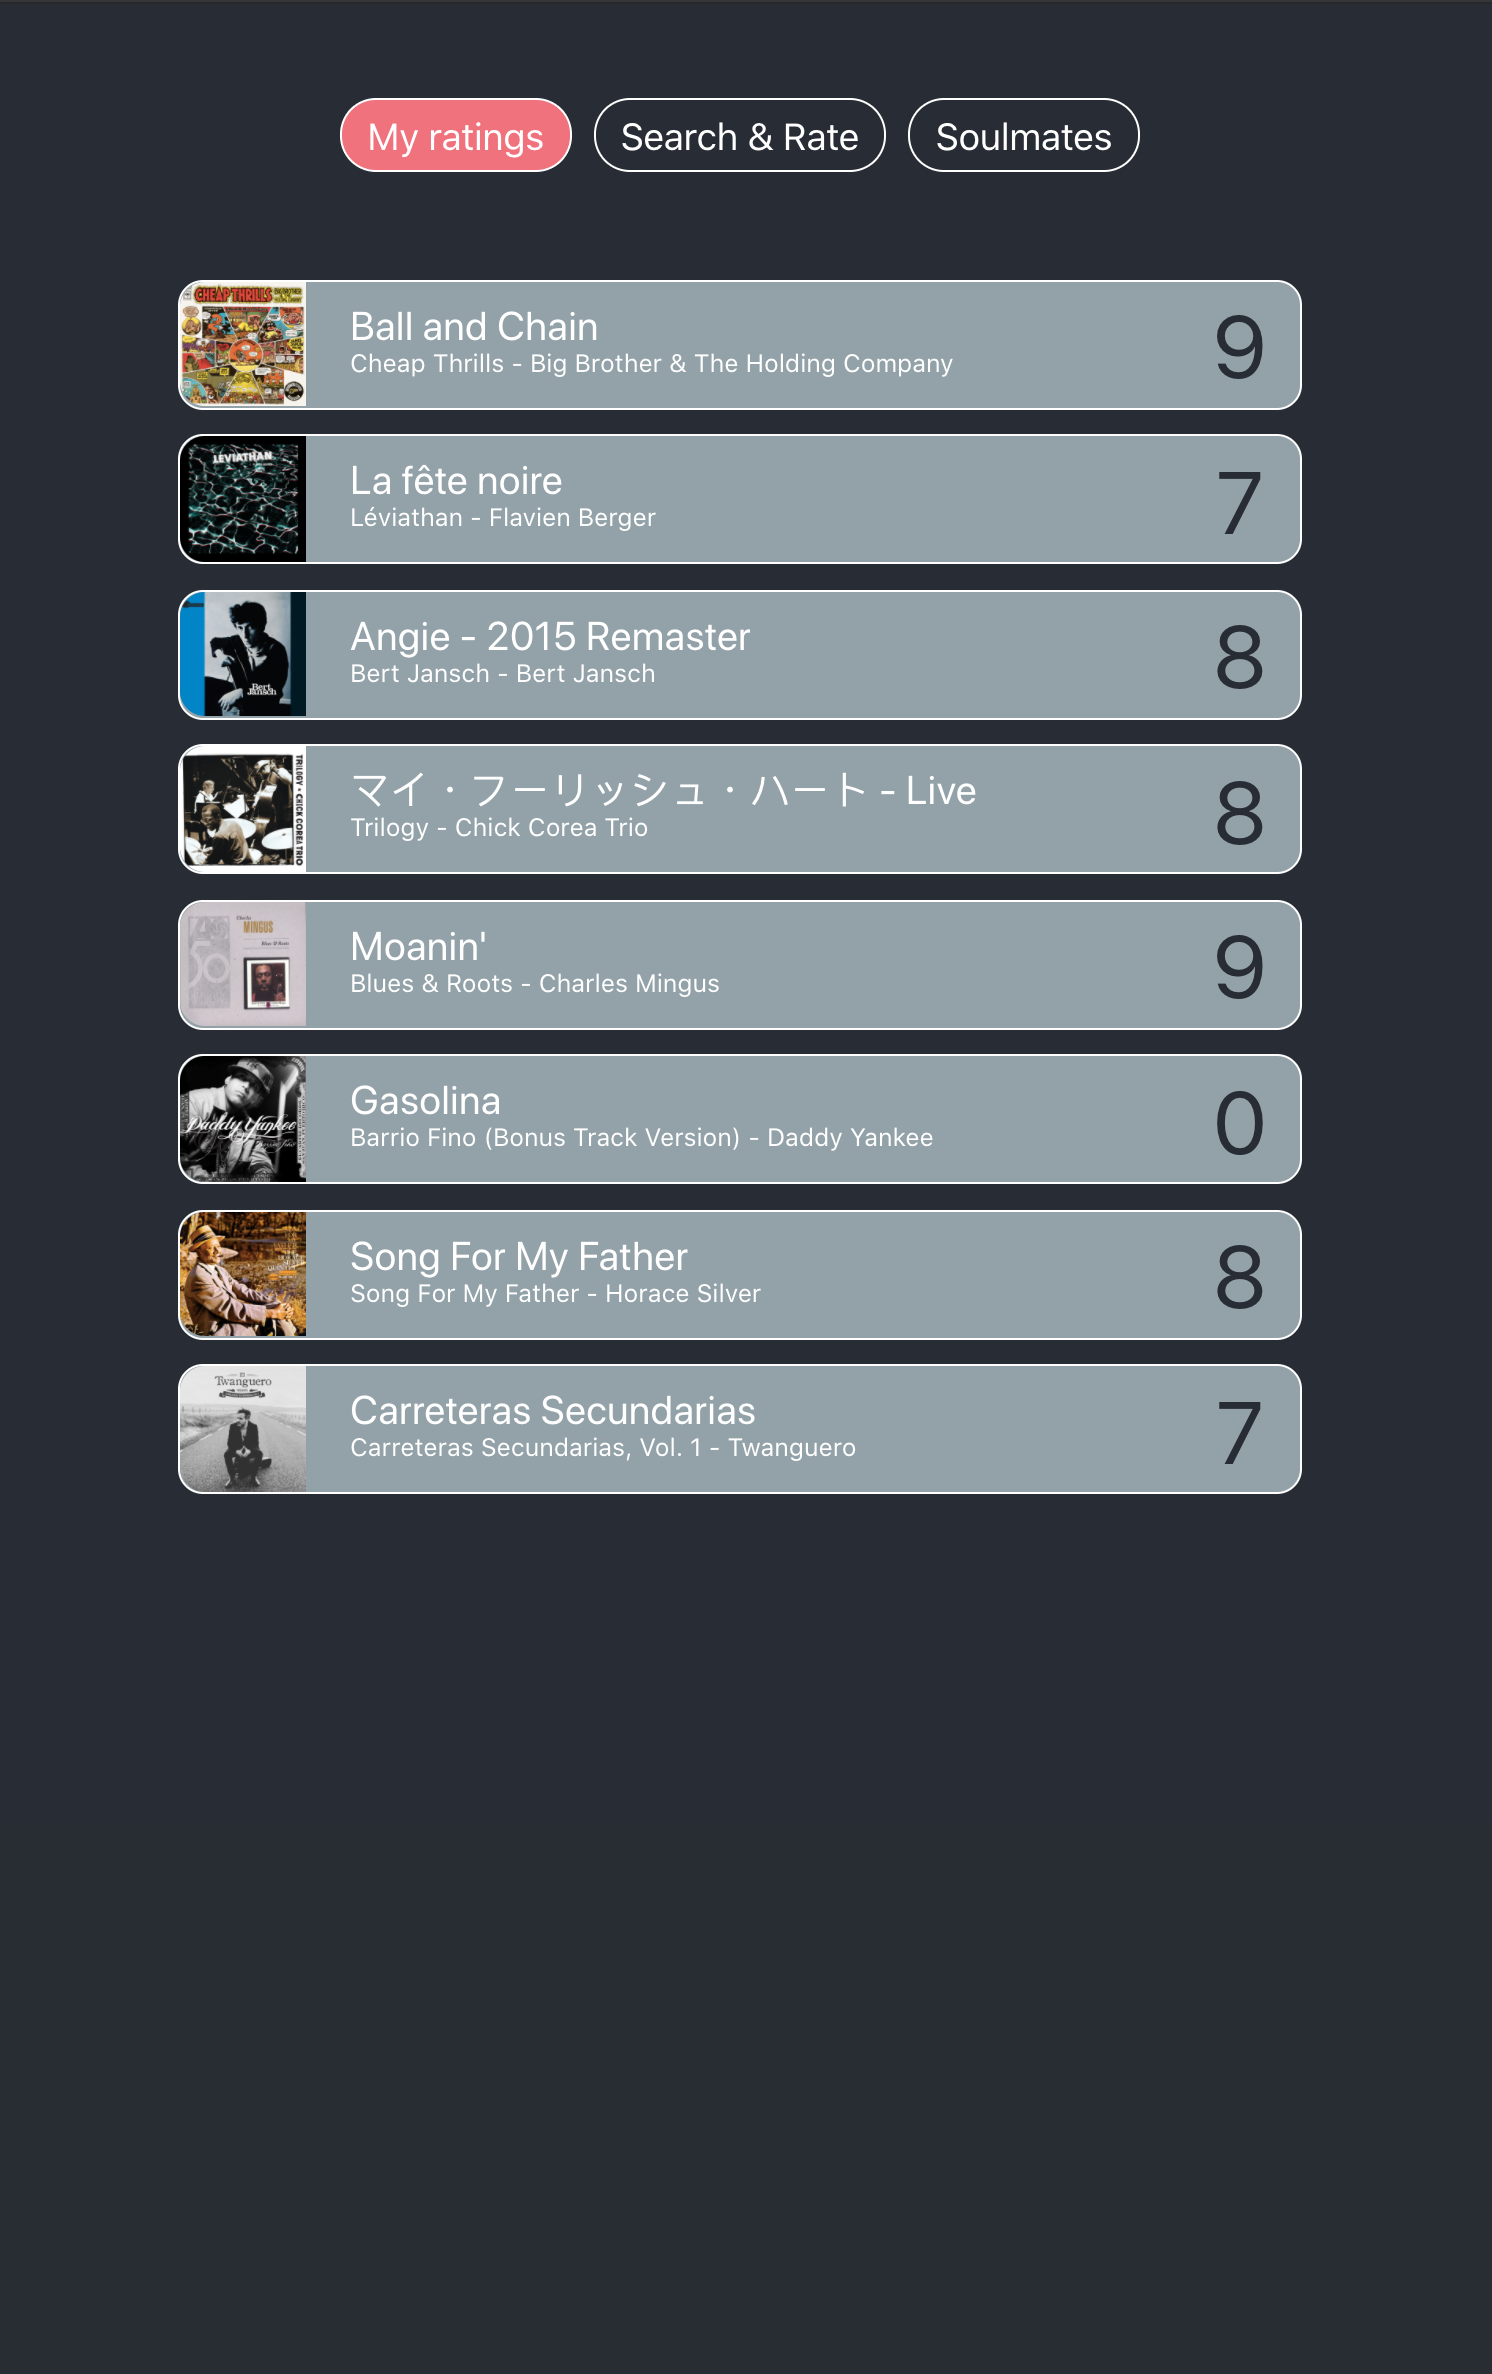 My ratings
Search & Rate
Soulmates
CHEAP THRILLS
Ball and Chain
Cheap Thrills - Big Brother & The Holding Company
9
LEVIATHAN
La fête noire
Léviathan - Flavien Berger
7
Bert
Jansch
Angie - 2015 Remaster
Bert Jansch - Bert Jansch
8
TRILOGY • CHICK COREA TRIO
マイ・フーリッシュ・ハート - Live
Trilogy - Chick Corea Trio
8
MINGUS
Blues & Roots
Moanin'
Blues & Roots - Charles Mingus
9
Daddy Yankee
Gasolina
Barrio Fino (Bonus Track Version) - Daddy Yankee
0
Song For My Father
Song For My Father - Horace Silver
8
Twanguero
Carreteras Secundarias
Carreteras Secundarias, Vol. 1 - Twanguero
7